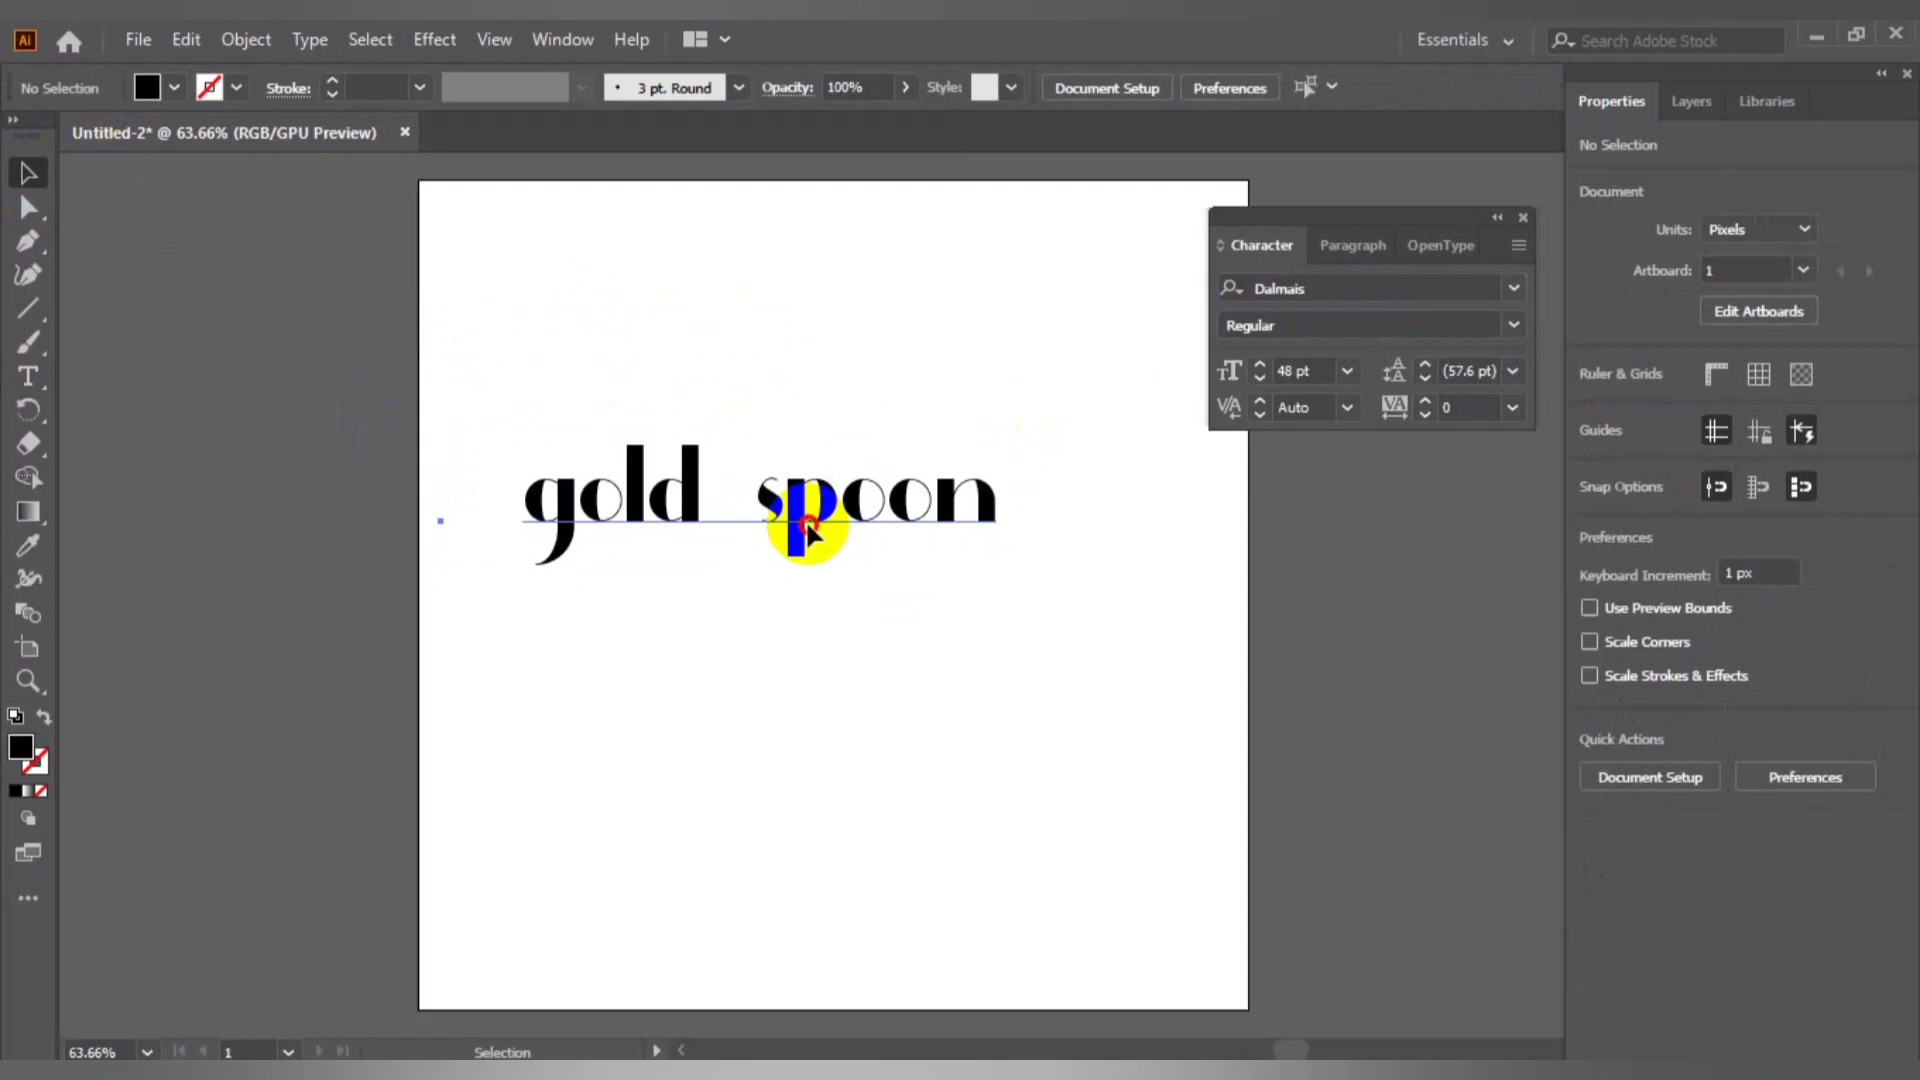 Ai File Edit Object Type Select Effect View Window Help Essentials Search Adobe Stock
No Selection Stroke: 3 pt. Round Opacity: 100% Style: Document Setup Preferences
Untitled-2* @ 63.66% (RGB/GPU Preview)
Properties Layers Libraries
No Selection
Document
Units: Pixels
Artboard: 1
Edit Artboards
Ruler & Grids
Guides
Snap Options
Preferences
Keyboard Increment: 1 px
Use Preview Bounds
Scale Corners
Scale Strokes & Effects
Quick Actions
Document Setup Preferences
Character Paragraph OpenType
Dalmais
Regular
48 pt (57.6 pt)
Auto 0
gold spoon
63.66% 1 Selection